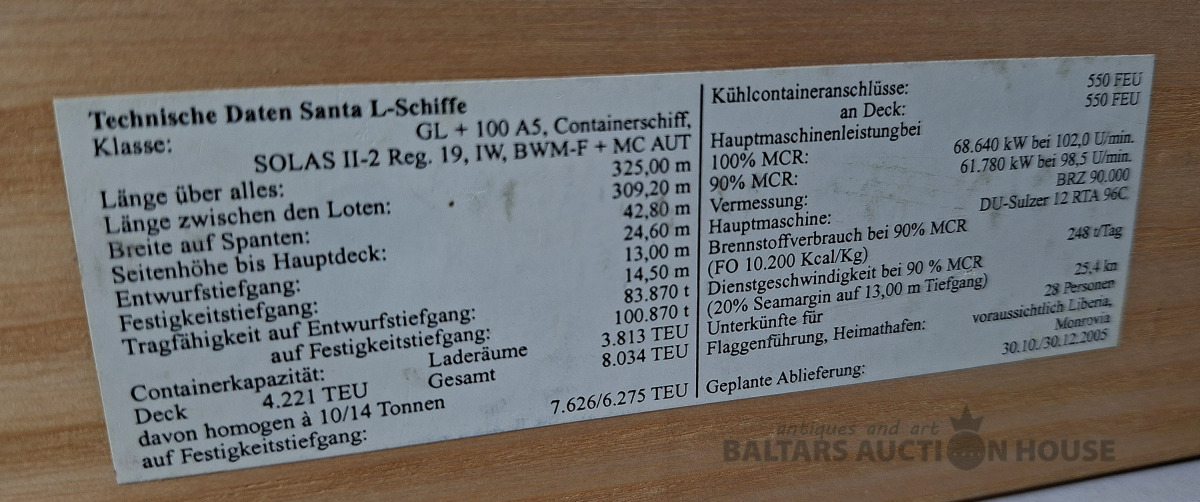 Technische Daten Santa L-Schiffe
Klasse: GL + 100 A5, Containerschiff,
SOLAS II-2 Reg. 19, IW, BWM-F + MC AUT
Länge über alles: 325,00 m
Länge zwischen den Loten: 309,20 m
Breite auf Spanten: 42,80 m
Seitenhöhe bis Hauptdeck: 24,60 m
Entwurfstiefgang: 13,00 m
Festigkeitstiefgang: 14,50 m
Tragfähigkeit auf Entwurfstiefgang: 83.870 t
auf Festigkeitstiefgang: 100.870 t
Containerkapazität: Laderäume 3.813 TEU
Deck 4.221 TEU Gesamt 8.034 TEU
davon homogen à 10/14 Tonnen
auf Festigkeitstiefgang: 7.626/6.275 TEU
Kühlcontaineranschlüsse: 550 FEU
an Deck: 550 FEU
Hauptmaschinenleistungbei
100% MCR: 68.640 kW bei 102,0 U/min.
90% MCR: 61.780 kW bei 98,5 U/min.
Vermessung: BRZ 90.000
Hauptmaschine: DU-Sulzer 12 RTA 96C
Brennstoffverbrauch bei 90% MCR
(FO 10.200 Kcal/Kg) 248 t/Tag
Dienstgeschwindigkeit bei 90 % MCR
(20% Seamargin auf 13,00 m Tiefgang) 25,4 kn
Unterkünfte für 28 Personen
Flaggenführung, Heimathafen: voraussichtlich Liberia,
Monrovia
Geplante Ablieferung: 30.10./30.12.2005
antiques and art
BALTARS AUCTION HOUSE